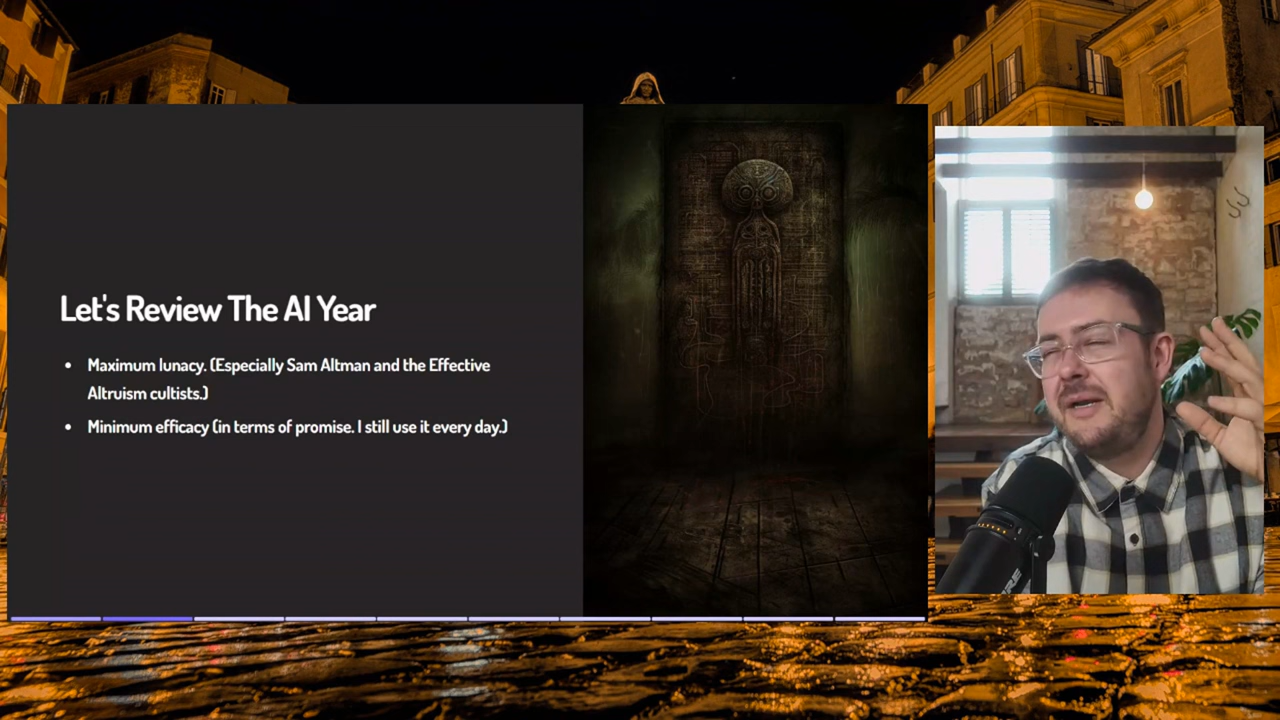 Let's Review The AI Year
• Maximum lunacy. (Especially Sam Altman and the Effective
Altruism cultists.)
• Minimum efficacy (in terms of promise. I still use it every day.)